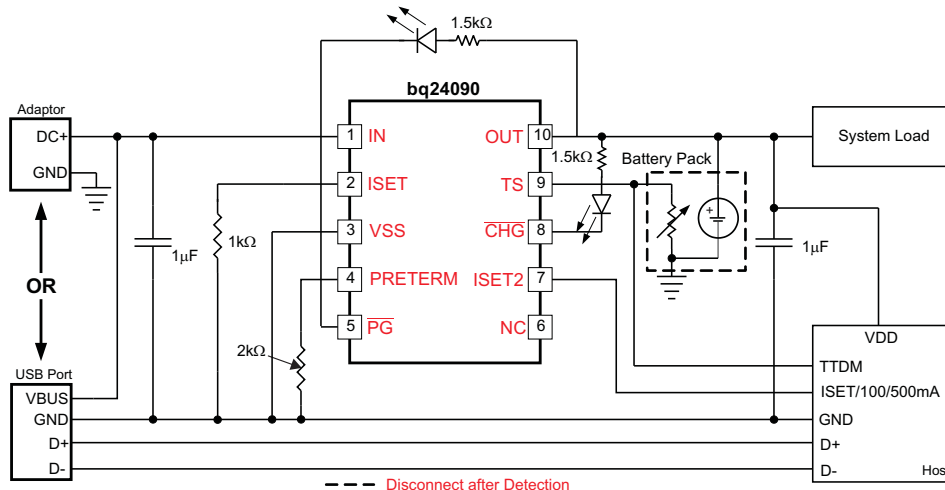 1.5kΩ
bq24090
Adaptor
DC+
GND
1 IN
OUT 10
System Load
1.5kΩ
Battery Pack
2 ISET
TS 9
+
3 VSS
CHG 8
1kΩ
1μF
1μF
OR
4 PRETERM
ISET2 7
5 PG
NC 6
2kΩ
VDD
USB Port
TTDM
VBUS
ISET/100/500mA
GND
GND
D+
D+
D-
D-
Hos
Disconnect after Detection